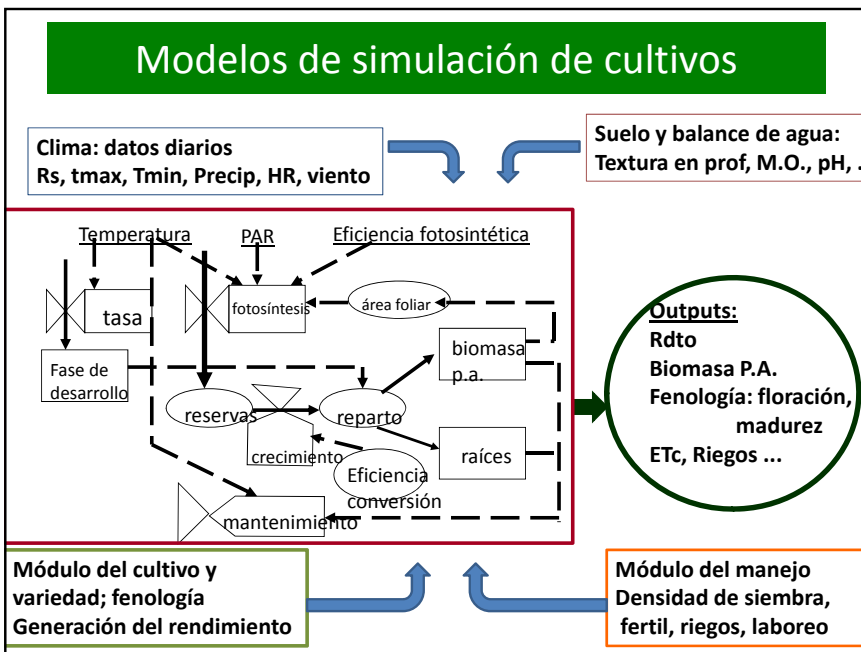 Modelos de simulación de cultivos
Clima: datos diarios
Rs, tmax, Tmin, Precip, HR, viento
Suelo y balance de agua:
Textura en prof, M.O., pH, .
Temperatura
PAR
Eficiencia fotosintética
tasa
fotosíntesis
área foliar
Fase de
desarrollo
biomasa
p.a.
reservas
reparto
crecimiento
raíces
Eficiencia
conversión
mantenimiento
Outputs:
Rdto
Biomasa P.A.
Fenología: floración,
madurez
ETc, Riegos ...
Módulo del cultivo y
variedad; fenología
Generación del rendimiento
Módulo del manejo
Densidad de siembra,
fertil, riegos, laboreo